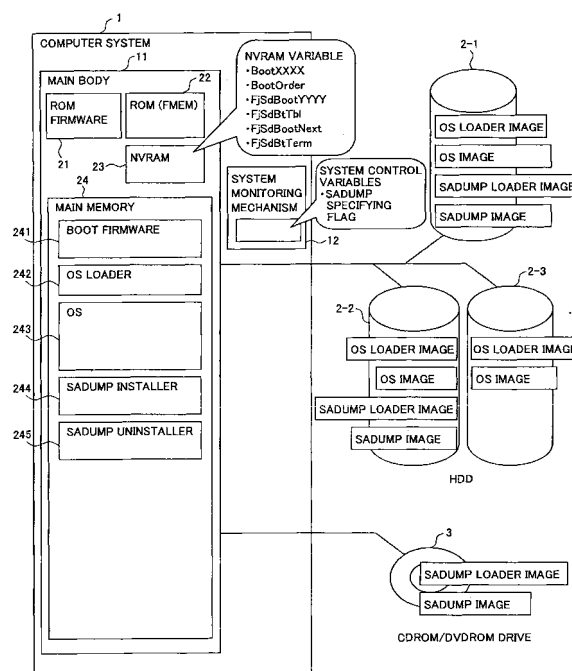 1
COMPUTER SYSTEM
11
MAIN BODY
22
ROM
FIRMWARE
ROM (FMEM)
21
23
NVRAM
NVRAM VARIABLE
·BootXXXX
·BootOrder
·FjSdBootYYYY
·FjSdBtTbl
·FjSdBootNext
·FjSdBtTerm
SYSTEM
MONITORING
MECHANISM
SYSTEM CONTROL
VARIABLES
·SADUMP
SPECIFYING
FLAG
12
24
MAIN MEMORY
241
BOOT FIRMWARE
242
OS LOADER
243
OS
244
SADUMP INSTALLER
245
SADUMP UNINSTALLER
2-1
OS LOADER IMAGE
OS IMAGE
SADUMP LOADER IMAGE
SADUMP IMAGE
2-2
OS LOADER IMAGE
OS IMAGE
SADUMP LOADER IMAGE
SADUMP IMAGE
2-3
OS LOADER IMAGE
OS IMAGE
HDD
3
SADUMP LOADER IMAGE
SADUMP IMAGE
CDROM/DVDROM DRIVE